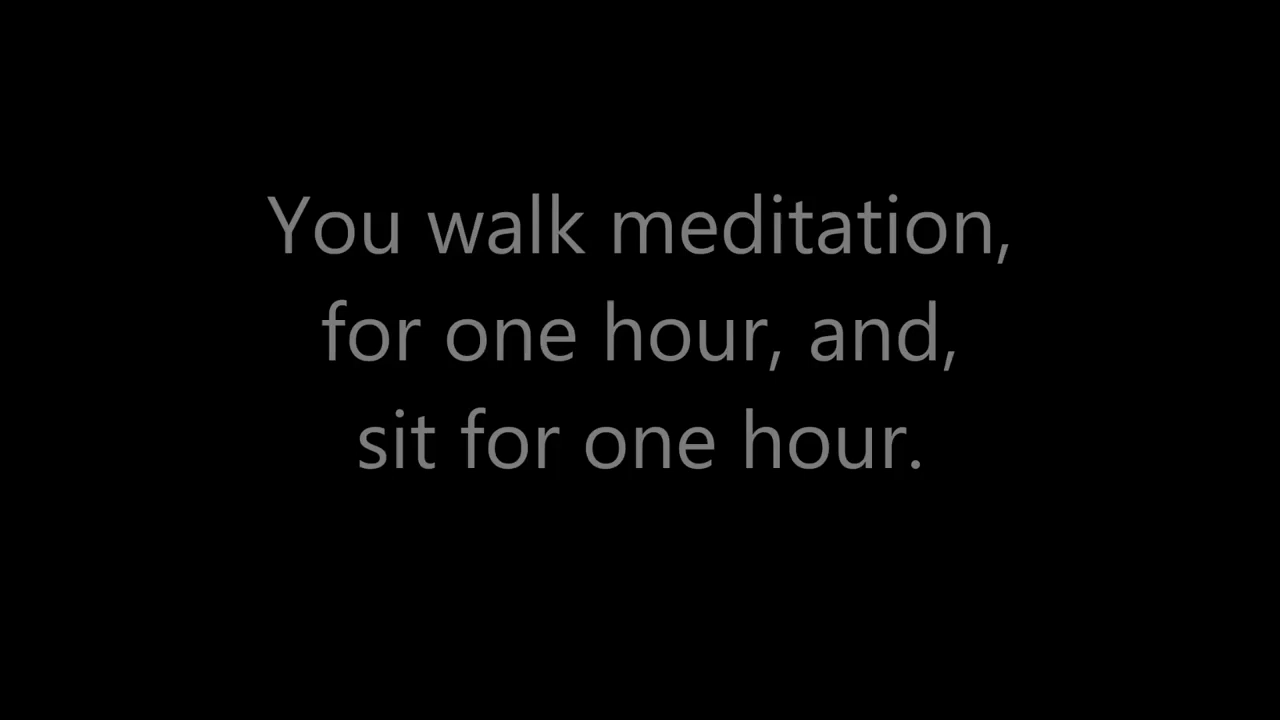 You walk meditation,
for one hour, and,
sit for one hour.